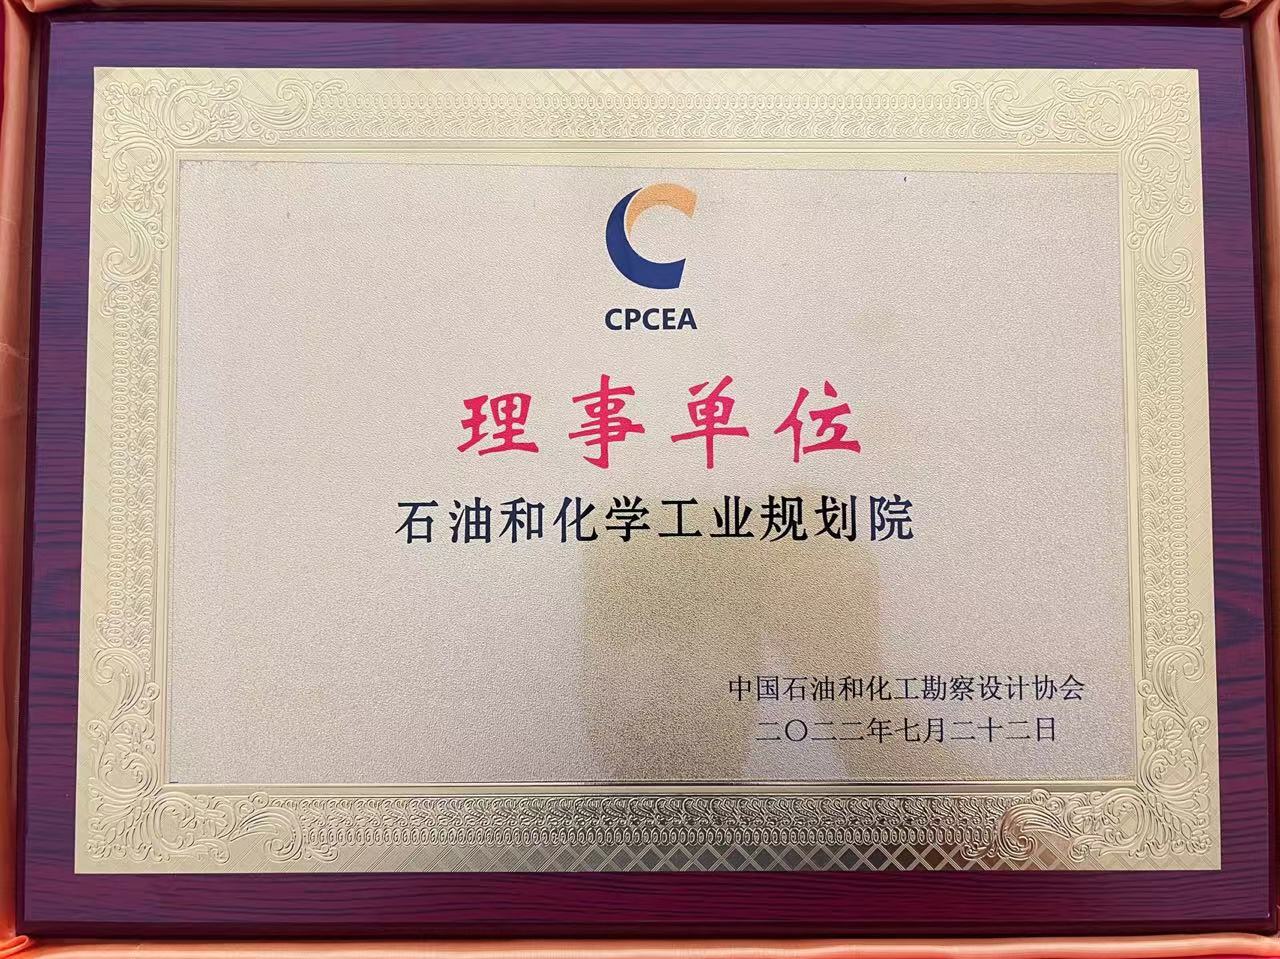 CPCEA
理事单位
石油和化学工业规划院
中国石油和化工勘察设计协会
二〇二二年七月二十二日